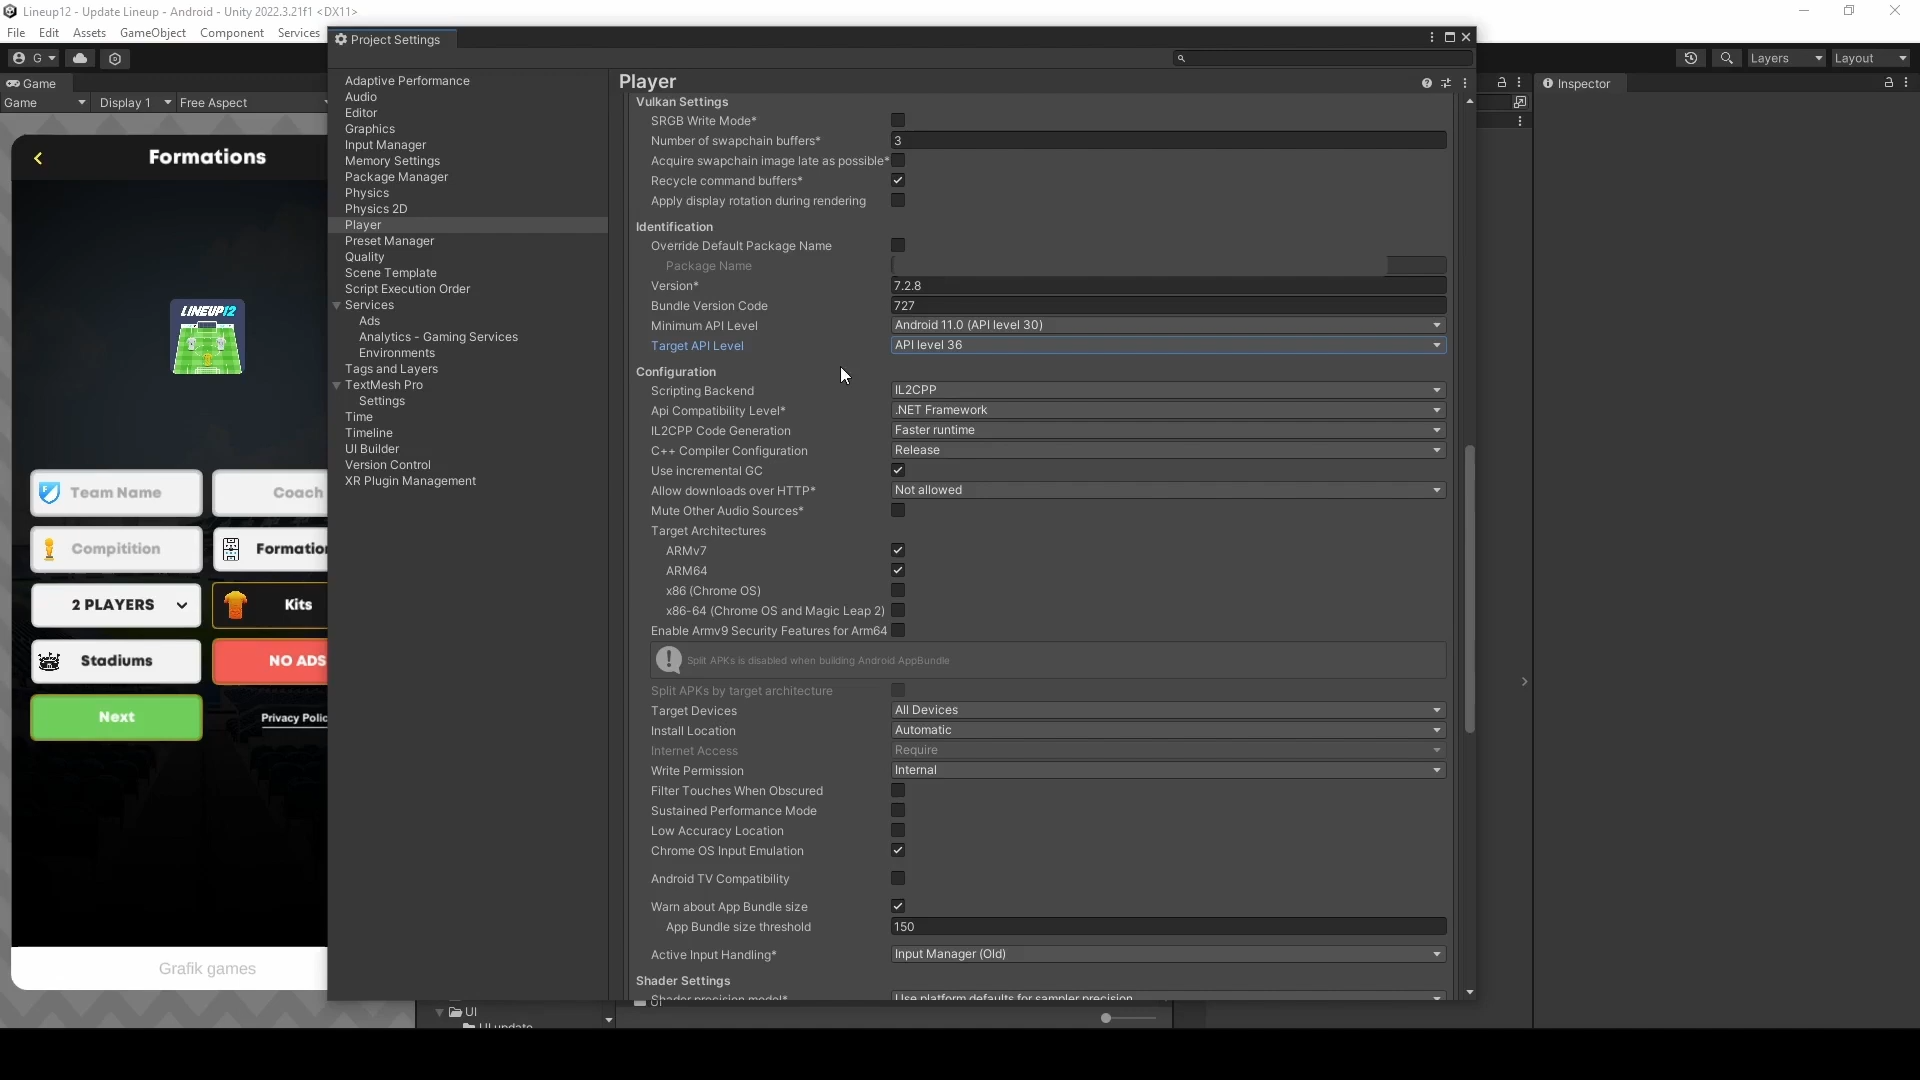 Lineup12 - Update Lineup - Android - Unity 2022.3.21f1 <DX11>
File Edit Assets GameObject Component Services
Project Settings
G
Layers
Layout
Game
Game Display 1 Free Aspect
Inspector
Formations
LINEUP12
Team Name
Coach
Compitition
Formation
2 PLAYERS
Kits
Stadiums
NO ADS
Next
Privacy Polic
Grafik games
Adaptive Performance
Audio
Editor
Graphics
Input Manager
Memory Settings
Package Manager
Physics
Physics 2D
Player
Preset Manager
Quality
Scene Template
Script Execution Order
Services
Ads
Analytics - Gaming Services
Environments
Tags and Layers
TextMesh Pro
Settings
Time
Timeline
UI Builder
Version Control
XR Plugin Management
Player
Vulkan Settings
SRGB Write Mode*
Number of swapchain buffers* 3
Acquire swapchain image late as possible*
Recycle command buffers*
Apply display rotation during rendering
Identification
Override Default Package Name
Package Name
Version* 7.2.8
Bundle Version Code 727
Minimum API Level Android 11.0 (API level 30)
Target API Level API level 36
Configuration
Scripting Backend IL2CPP
Api Compatibility Level* .NET Framework
IL2CPP Code Generation Faster runtime
C++ Compiler Configuration Release
Use incremental GC
Allow downloads over HTTP* Not allowed
Mute Other Audio Sources*
Target Architectures
ARMv7
ARM64
x86 (Chrome OS)
x86-64 (Chrome OS and Magic Leap 2)
Enable Armv9 Security Features for Arm64
Split APKs is disabled when building Android AppBundle
Split APKs by target architecture
Target Devices All Devices
Install Location Automatic
Internet Access Require
Write Permission Internal
Filter Touches When Obscured
Sustained Performance Mode
Low Accuracy Location
Chrome OS Input Emulation
Android TV Compatibility
Warn about App Bundle size
App Bundle size threshold 150
Active Input Handling* Input Manager (Old)
Shader Settings
Shader precision model* Use platform defaults for sampler precision
UI
UI update
UI